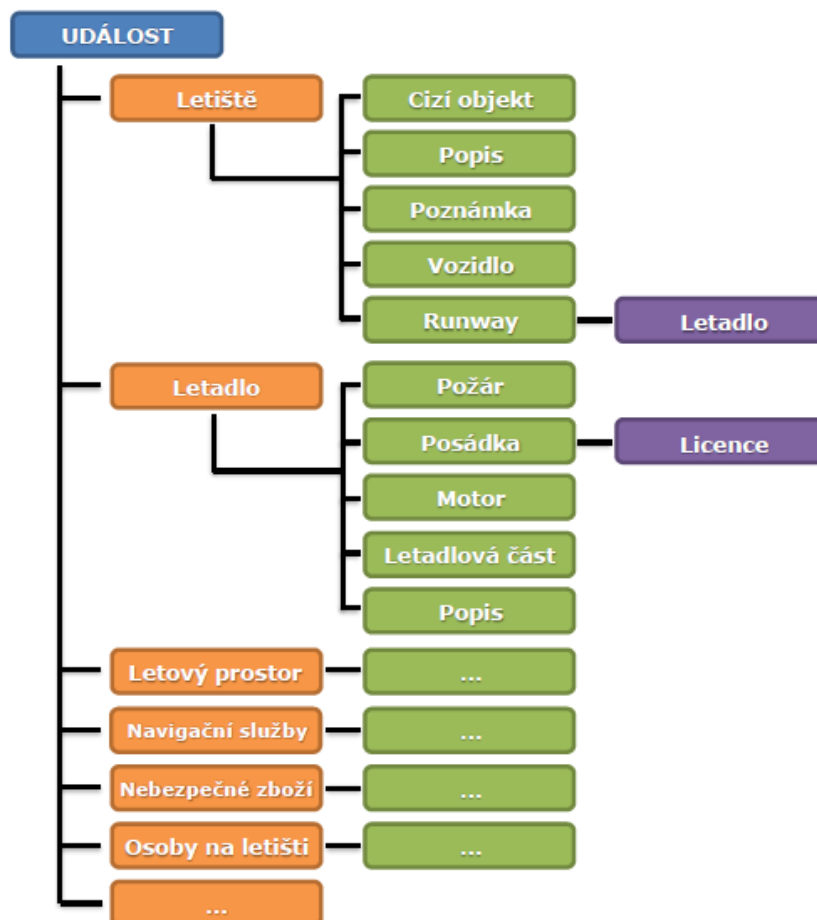 UDÁLOST
Letiště
Cizí objekt
Popis
Poznámka
Vozidlo
Runway
Letadlo
Letadlo
Požár
Posádka
Licence
Motor
Letadlová část
Popis
Letový prostor
...
Navigační služby
...
Nebezpečné zboží
...
Osoby na letišti
...
...